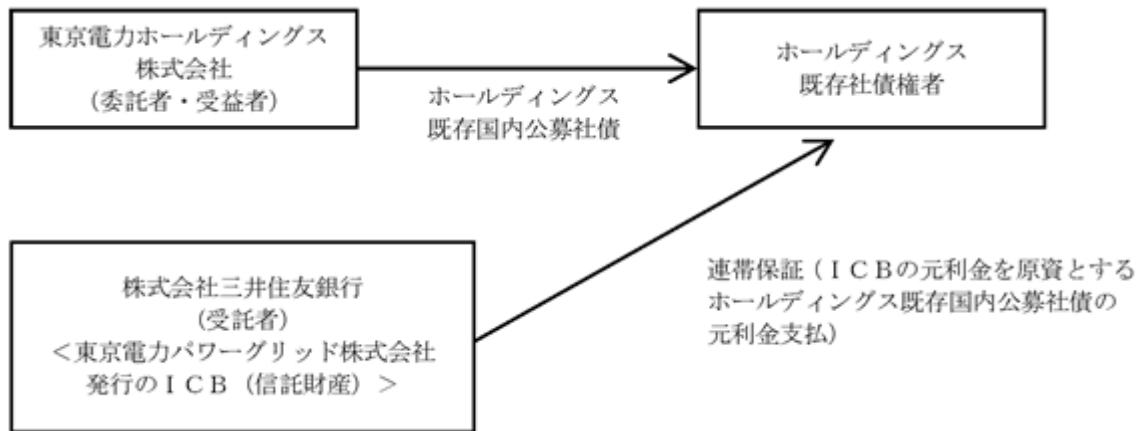 東京電力ホールディングス
株式会社
(委託者・受益者)
ホールディングス
既存国内公募社債
ホールディングス
既存社債権者
株式会社三井住友銀行
(受託者)
<東京電力パワーグリッド株式会社
発行のICB（信託財産）>
連帯保証(ICBの元利金を原資とする
ホールディングス既存国内公募社債の
元利金支払)